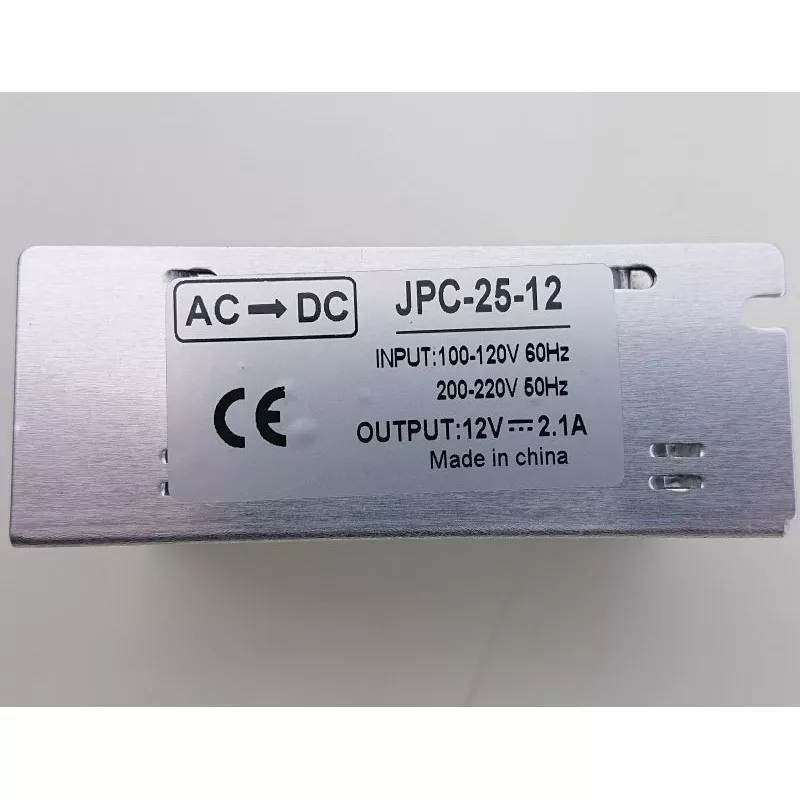 AC→DC
JPC-25-12
INPUT:100-120V 60Hz
200-220V 50Hz
CE
OUTPUT:12V⎓2.1A
Made in china